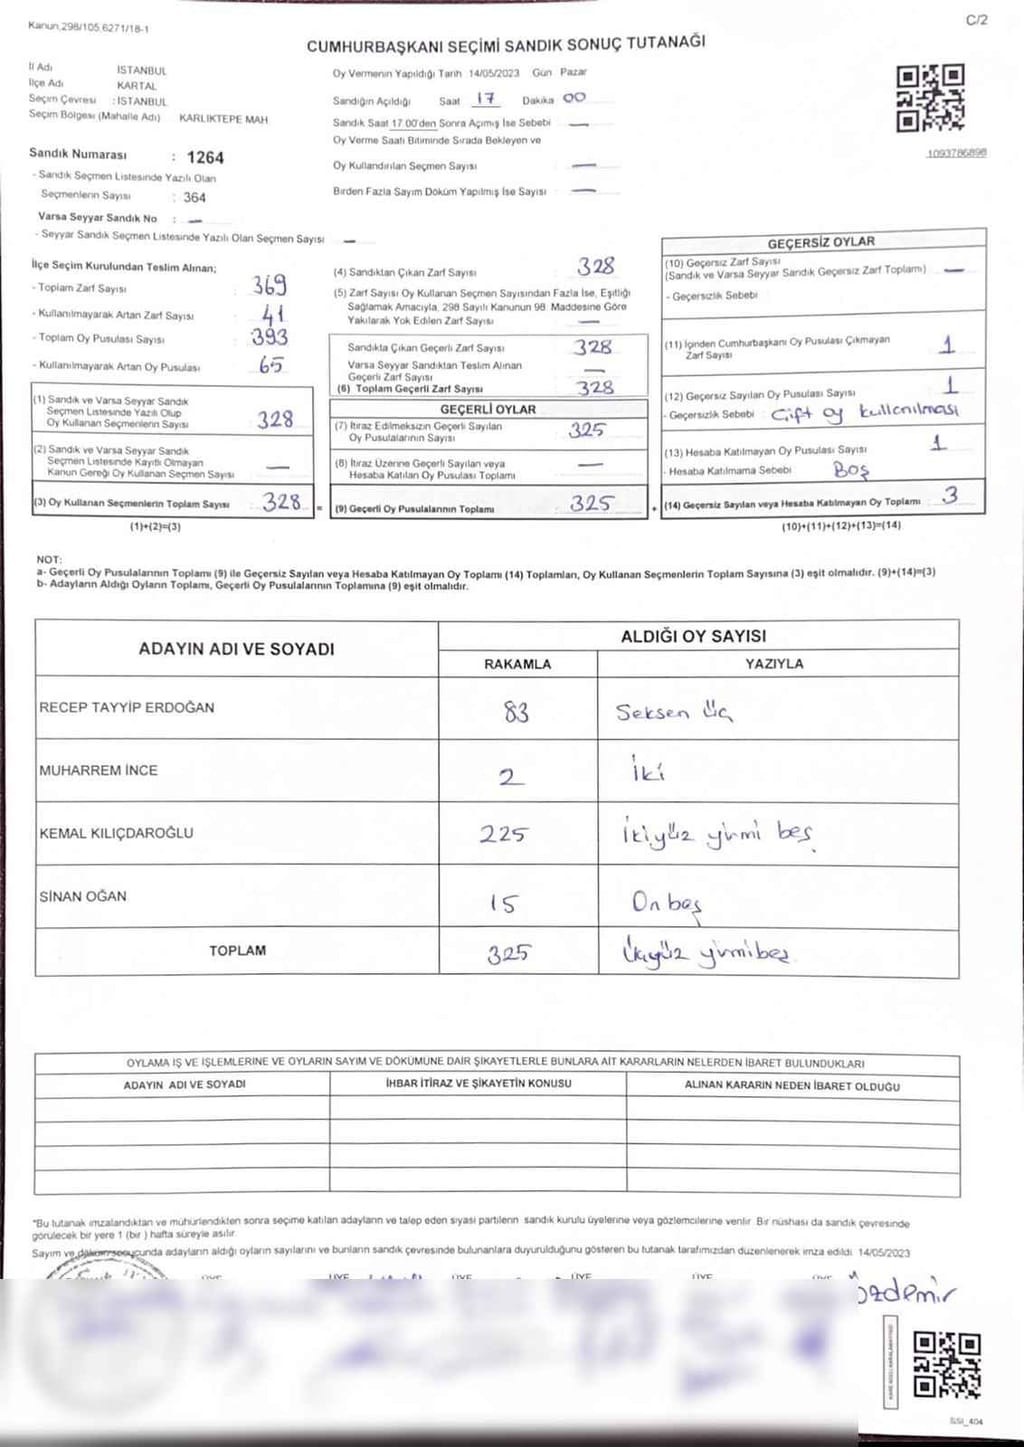 Kanun,298/105,6271/18-1
C/2
CUMHURBAŞKANI SEÇİMİ SANDIK SONUÇ TUTANAĞI
İl Adı İSTANBUL
İlçe Adı KARTAL
Seçim Çevresi : İSTANBUL
Seçim Bölgesi (Mahalle Adı) KARLIKTEPE MAH
Sandık Numarası : 1264
- Sandık Seçmen Listesinde Yazılı Olan
Seçmenlerin Sayısı : 364
Varsa Seyyar Sandık No : —
- Seyyar Sandık Seçmen Listesinde Yazılı Olan Seçmen Sayısı —
Oy Vermenin Yapıldığı Tarih 14/05/2023 Gün Pazar
Sandığın Açıldığı Saat 17 Dakika 00
Sandık Saat 17 00'den Sonra Açımış İse Sebebi —
Oy Verme Saati Bitiminde Sırada Bekleyen ve
Oy Kullandırılan Seçmen Sayısı —
Birden Fazla Sayım Döküm Yapılmış İse Sayısı —
1093786898
İlçe Seçim Kurulundan Teslim Alınan;
- Toplam Zarf Sayısı : 369
- Kullanılmayarak Artan Zarf Sayısı : 41
- Toplam Oy Pusulası Sayısı : 393
- Kullanılmayarak Artan Oy Pusulası : 65
(1) Sandık ve Varsa Seyyar Sandık
Seçmen Listesinde Yazılı Olup
Oy Kullanan Seçmenlerin Sayısı 328
(2) Sandık ve Varsa Seyyar Sandık
Seçmen Listesinde Kayıtlı Olmayan
Kanun Gereği Oy Kullanan Seçmen Sayısı —
(3) Oy Kullanan Seçmenlerin Toplam Sayısı 328 =
(1)+(2)=(3)
(4) Sandıktan Çıkan Zarf Sayısı 328
(5) Zarf Sayısı Oy Kullanan Seçmen Sayısından Fazla İse, Eşitliği
Sağlamak Amacıyla, 298 Sayılı Kanunun 98. Maddesine Göre
Yakılarak Yok Edilen Zarf Sayısı —
Sandıkta Çıkan Geçerli Zarf Sayısı 328
Varsa Seyyar Sandıktan Teslim Alınan
Geçerli Zarf Sayısı —
(6) Toplam Geçerli Zarf Sayısı 328
GEÇERLİ OYLAR
(7) İtiraz Edilmeksizin Geçerli Sayılan
Oy Pusulalarının Sayısı 325
(8) İtiraz Üzerine Geçerli Sayılan veya
Hesaba Katılan Oy Pusulası Toplamı —
(9) Geçerli Oy Pusulalarının Toplamı 325 +
GEÇERSİZ OYLAR
(10) Geçersiz Zarf Sayısı
(Sandık ve Varsa Seyyar Sandık Geçersiz Zarf Toplamı) —
- Geçersizlik Sebebi
(11) İçinden Cumhurbaşkanı Oy Pusulası Çıkmayan
Zarf Sayısı 1
(12) Geçersiz Sayılan Oy Pusulası Sayısı 1
- Geçersizlik Sebebi : Çift oy kullanılması
(13) Hesaba Katılmayan Oy Pusulası Sayısı 1
- Hesaba Katılmama Sebebi Boş
(14) Geçersiz Sayılan veya Hesaba Katılmayan Oy Toplamı 3
(10)+(11)+(12)+(13)=(14)
NOT:
a- Geçerli Oy Pusulalarının Toplamı (9) ile Geçersiz Sayılan veya Hesaba Katılmayan Oy Toplamı (14) Toplamları, Oy Kullanan Seçmenlerin Toplam Sayısına (3) eşit olmalıdır. (9)+(14)=(3)
b- Adayların Aldığı Oyların Toplamı, Geçerli Oy Pusulalarının Toplamına (9) eşit olmalıdır.
ADAYIN ADI VE SOYADI ALDIĞI OY SAYISI
RAKAMLA YAZIYLA
RECEP TAYYİP ERDOĞAN 83 Seksen üç
MUHARREM İNCE 2 İki
KEMAL KILIÇDAROĞLU 225 İkiyüz yirmi beş
SİNAN OĞAN 15 On beş
TOPLAM 325 Üçyüz yirmibeş
OYLAMA İŞ VE İŞLEMLERİNE VE OYLARIN SAYIM VE DÖKÜMÜNE DAİR ŞİKAYETLERLE BUNLARA AİT KARARLARIN NELERDEN İBARET BULUNDUKLARI
ADAYIN ADI VE SOYADI İHBAR İTİRAZ VE ŞİKAYETİN KONUSU ALINAN KARARIN NEDEN İBARET OLDUĞU
*Bu tutanak imzalandıktan ve mühürlendikten sonra seçime katılan adayların ve talep eden siyasi partilerin sandık kurulu üyelerine veya gözlemcilerine verilir. Bir nüshası da sandık çevresinde
görülecek bir yere 1 (bir) hafta süreyle asılır.
Sayım ve döküm sonucunda adayların aldığı oyların sayılarını ve bunların sandık çevresinde bulunanlara duyurulduğunu gösteren bu tutanak tarafımızdan düzenlenerek imza edildi. 14/05/2023
ÜYE ÜYE ÜYE ÜYE ÜYE
Özdemir
SSİ_404